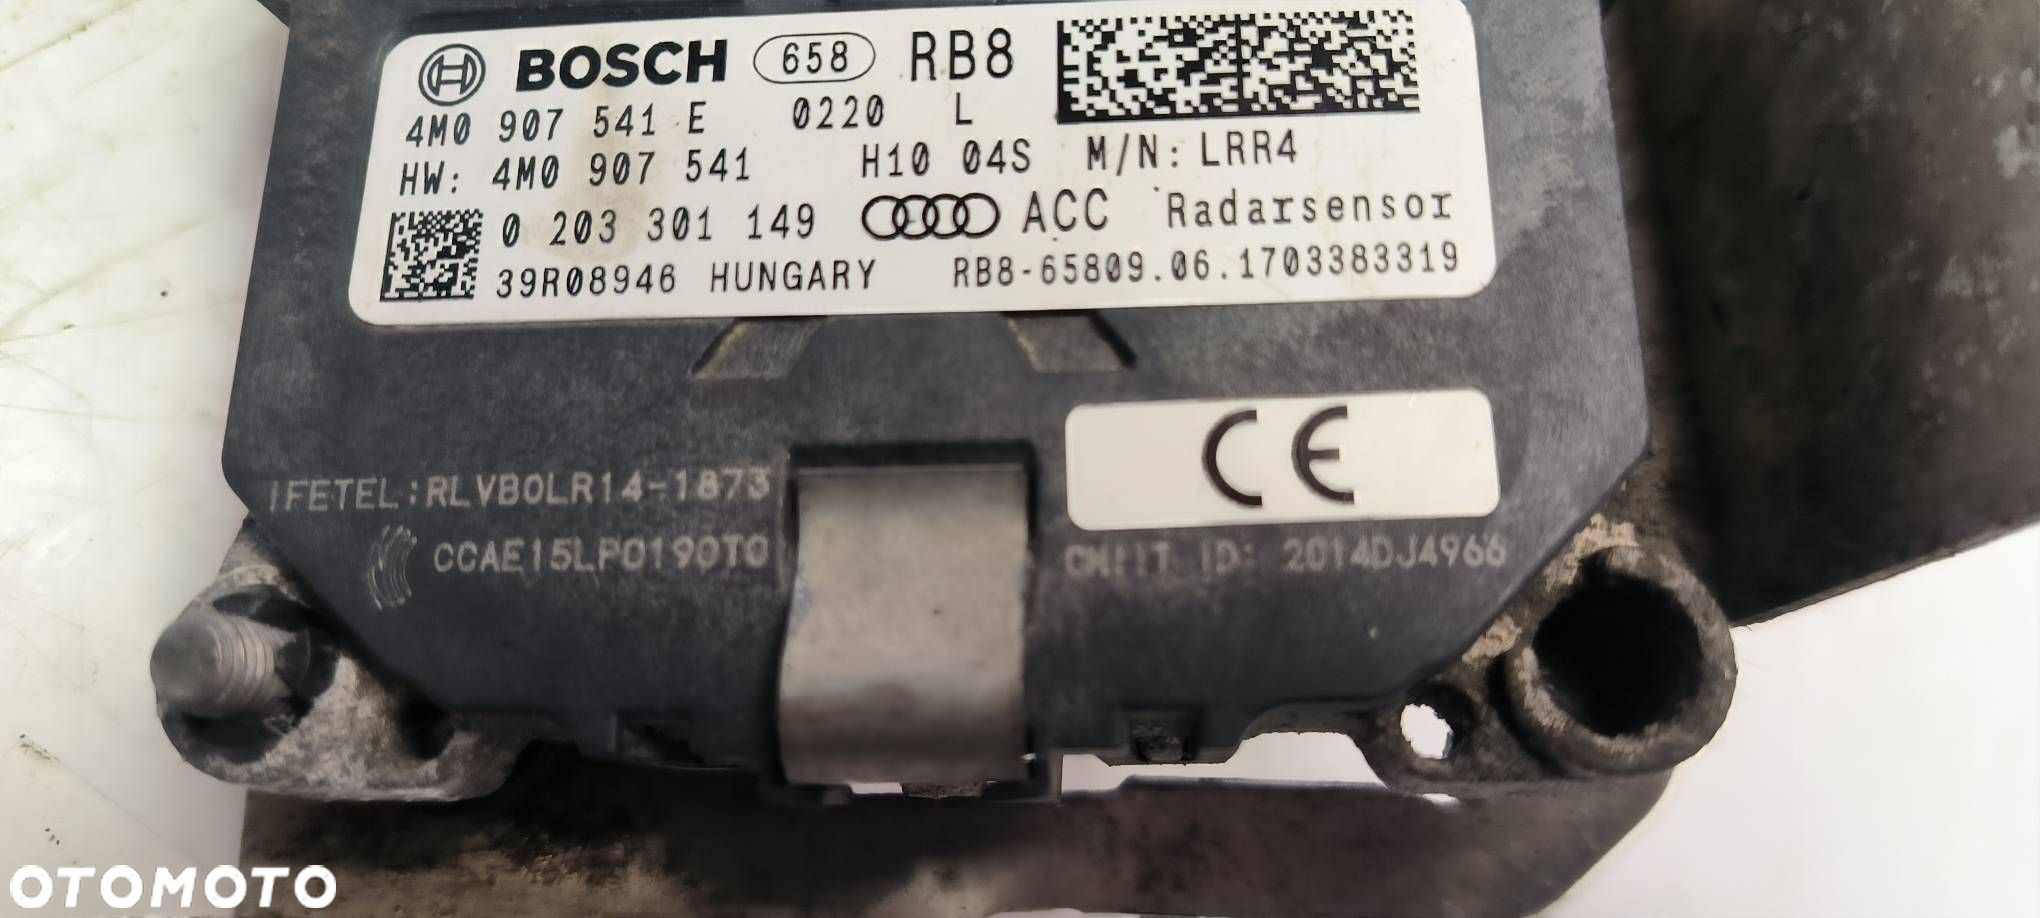 BOSCH 658 RB8
4M0 907 541 E 0220 L
HW: 4M0 907 541 H10 04S M/N: LRR4
0 203 301 149 ACC Radarsensor
39R08946 HUNGARY RB8-65809.06.1703383319
CE
IFETEL:RLVBOLR14-1873
CCAE15LP0190T0 CMIIT ID: 2014DJ4966
OTOMOTO